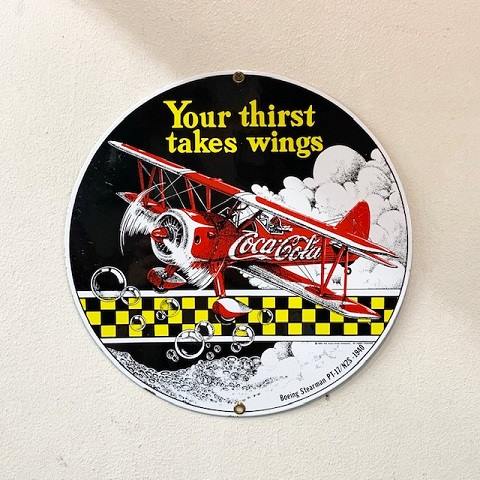 Your thirst
takes wings
Coca-Cola
Boeing Stearman PT-17/N2S 1940